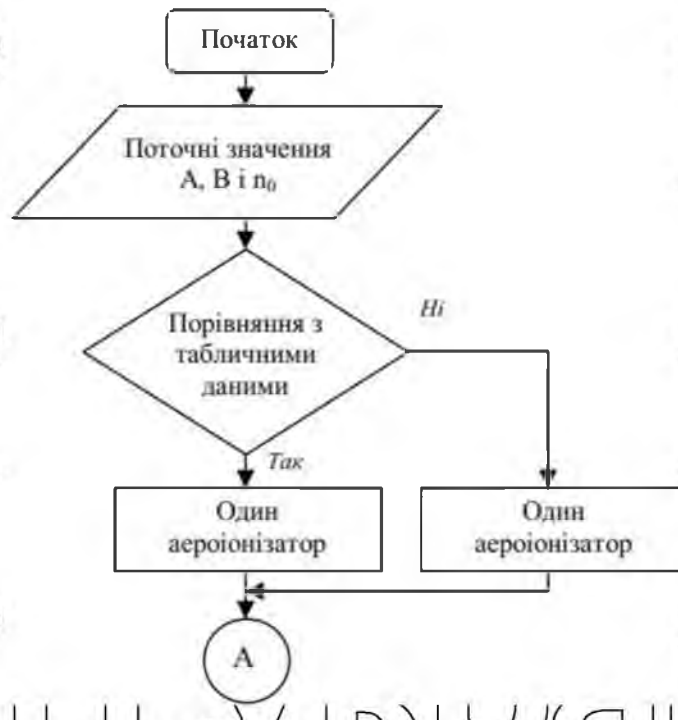 Початок
Поточні значення
А, В і n₀
Порівняння з
табличними
даними
Ні
Так
Один
аероіонізатор
Один
аероіонізатор
А